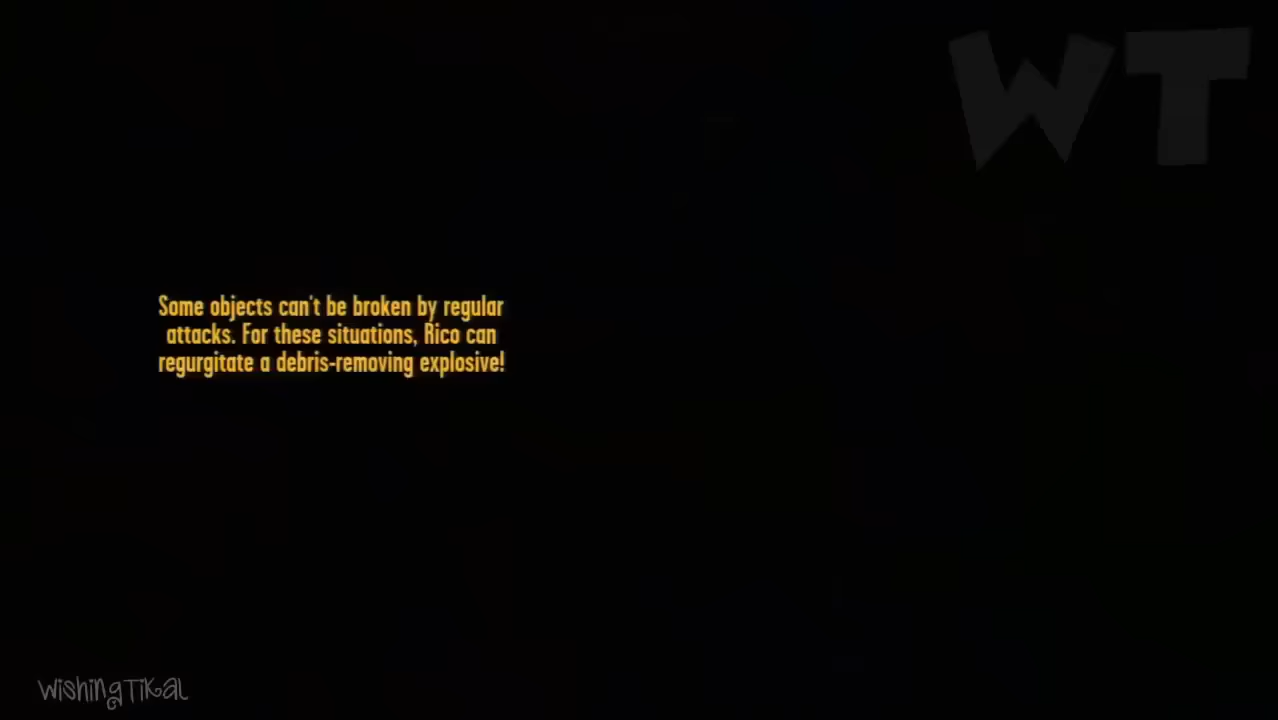 WT
Some objects can't be broken by regular
attacks. For these situations, Rico can
regurgitate a debris-removing explosive!
WishingTikal